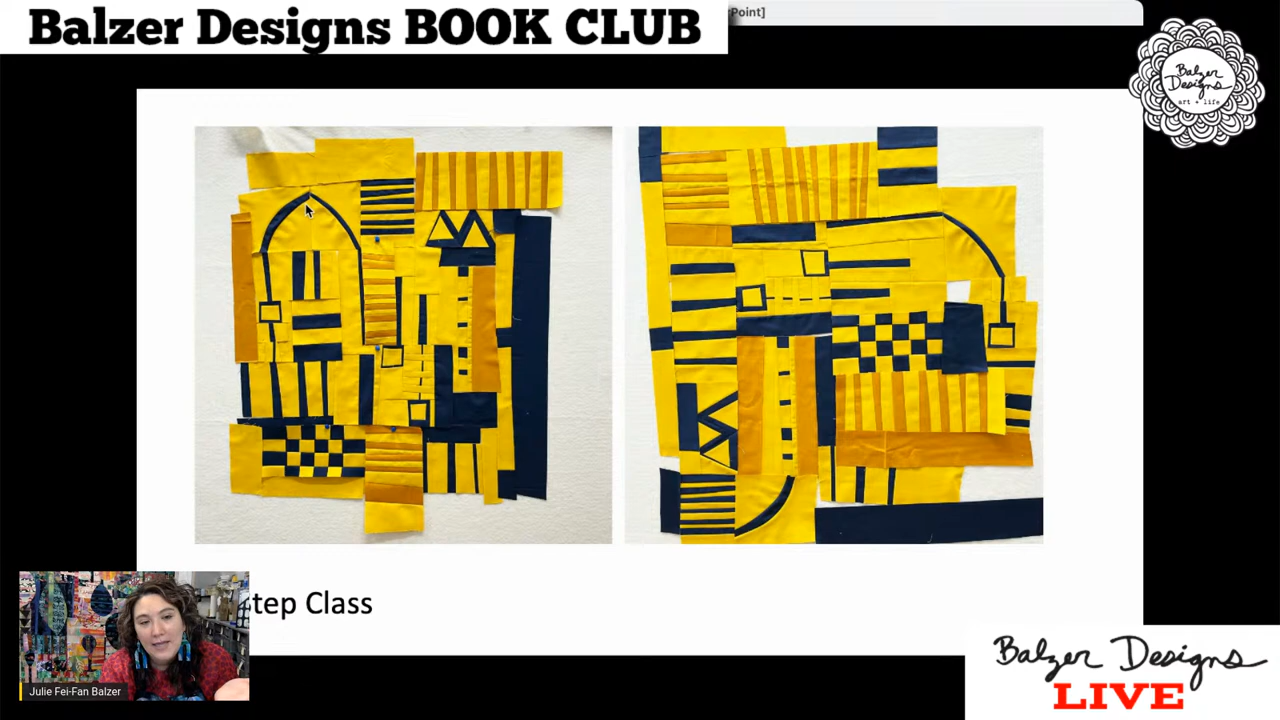 Balzer Designs BOOK CLUB
Point]
Balzer
Designs
art + life
tep Class
Julie Fei-Fan Balzer
Balzer Designs
LIVE